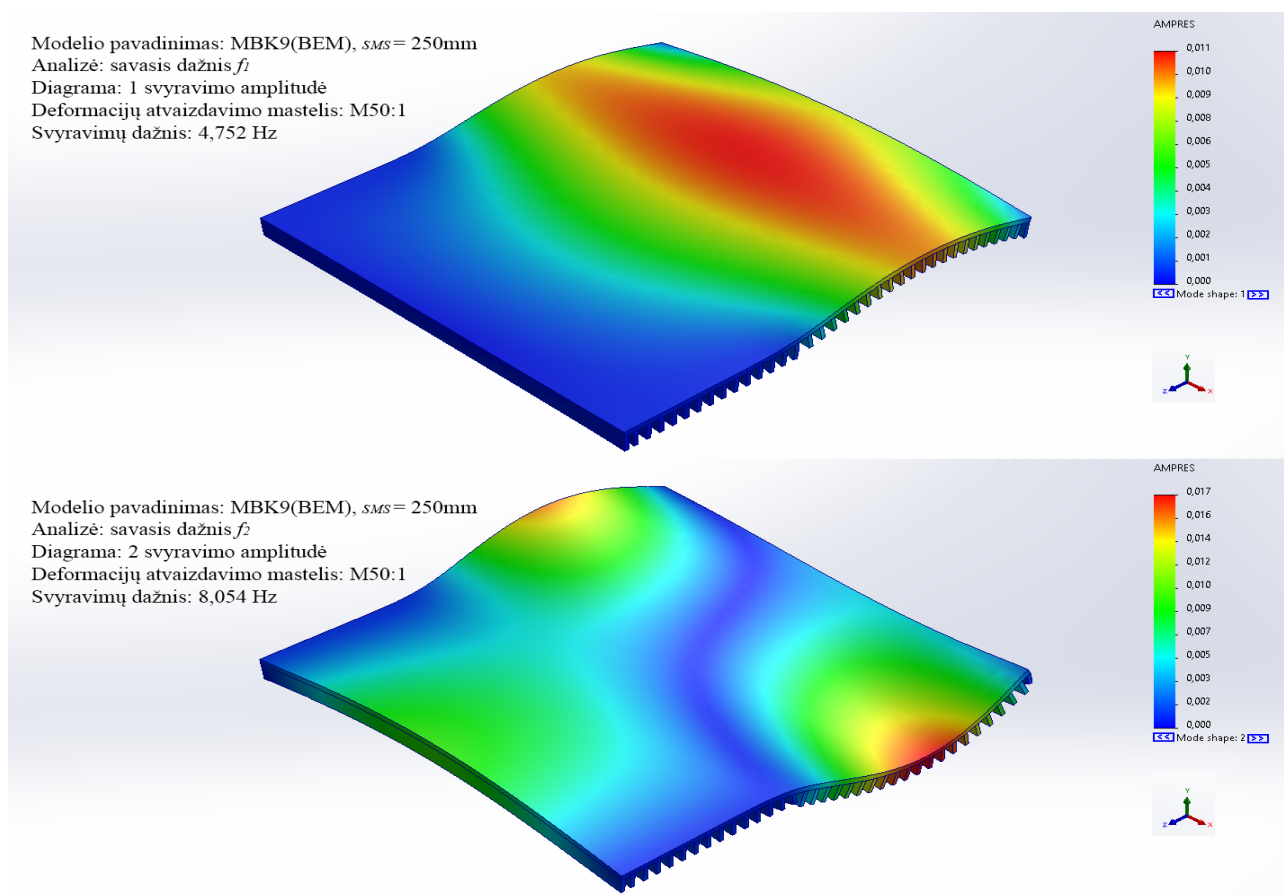 Modelio pavadinimas: MBK9(BEM), sMS = 250mm
Analizė: savasis dažnis f1
Diagrama: 1 svyravimo amplitudė
Deformacijų atvaizdavimo mastelis: M50:1
Svyravimų dažnis: 4,752 Hz
AMPRES
0,011
0,010
0,009
0,008
0,007
0,005
0,004
0,003
0,002
0,001
0,000
<< Mode shape: 1 >>
Y
Z
X
Modelio pavadinimas: MBK9(BEM), sMS = 250mm
Analizė: savasis dažnis f2
Diagrama: 2 svyravimo amplitudė
Deformacijų atvaizdavimo mastelis: M50:1
Svyravimų dažnis: 8,054 Hz
AMPRES
0,017
0,016
0,014
0,012
0,010
0,009
0,007
0,005
0,003
0,002
0,000
<< Mode shape: 2 >>
Y
Z
X